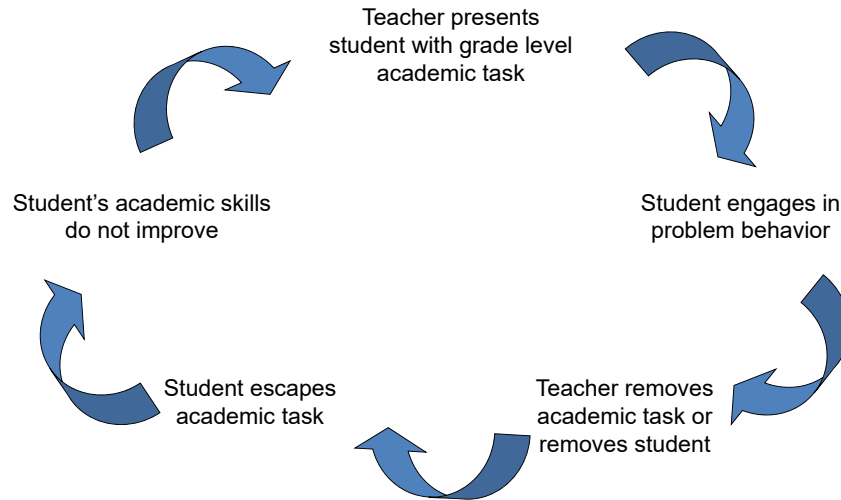 Teacher presents
student with grade level
academic task
Student engages in
problem behavior
Teacher removes
academic task or
removes student
Student escapes
academic task
Student’s academic skills
do not improve